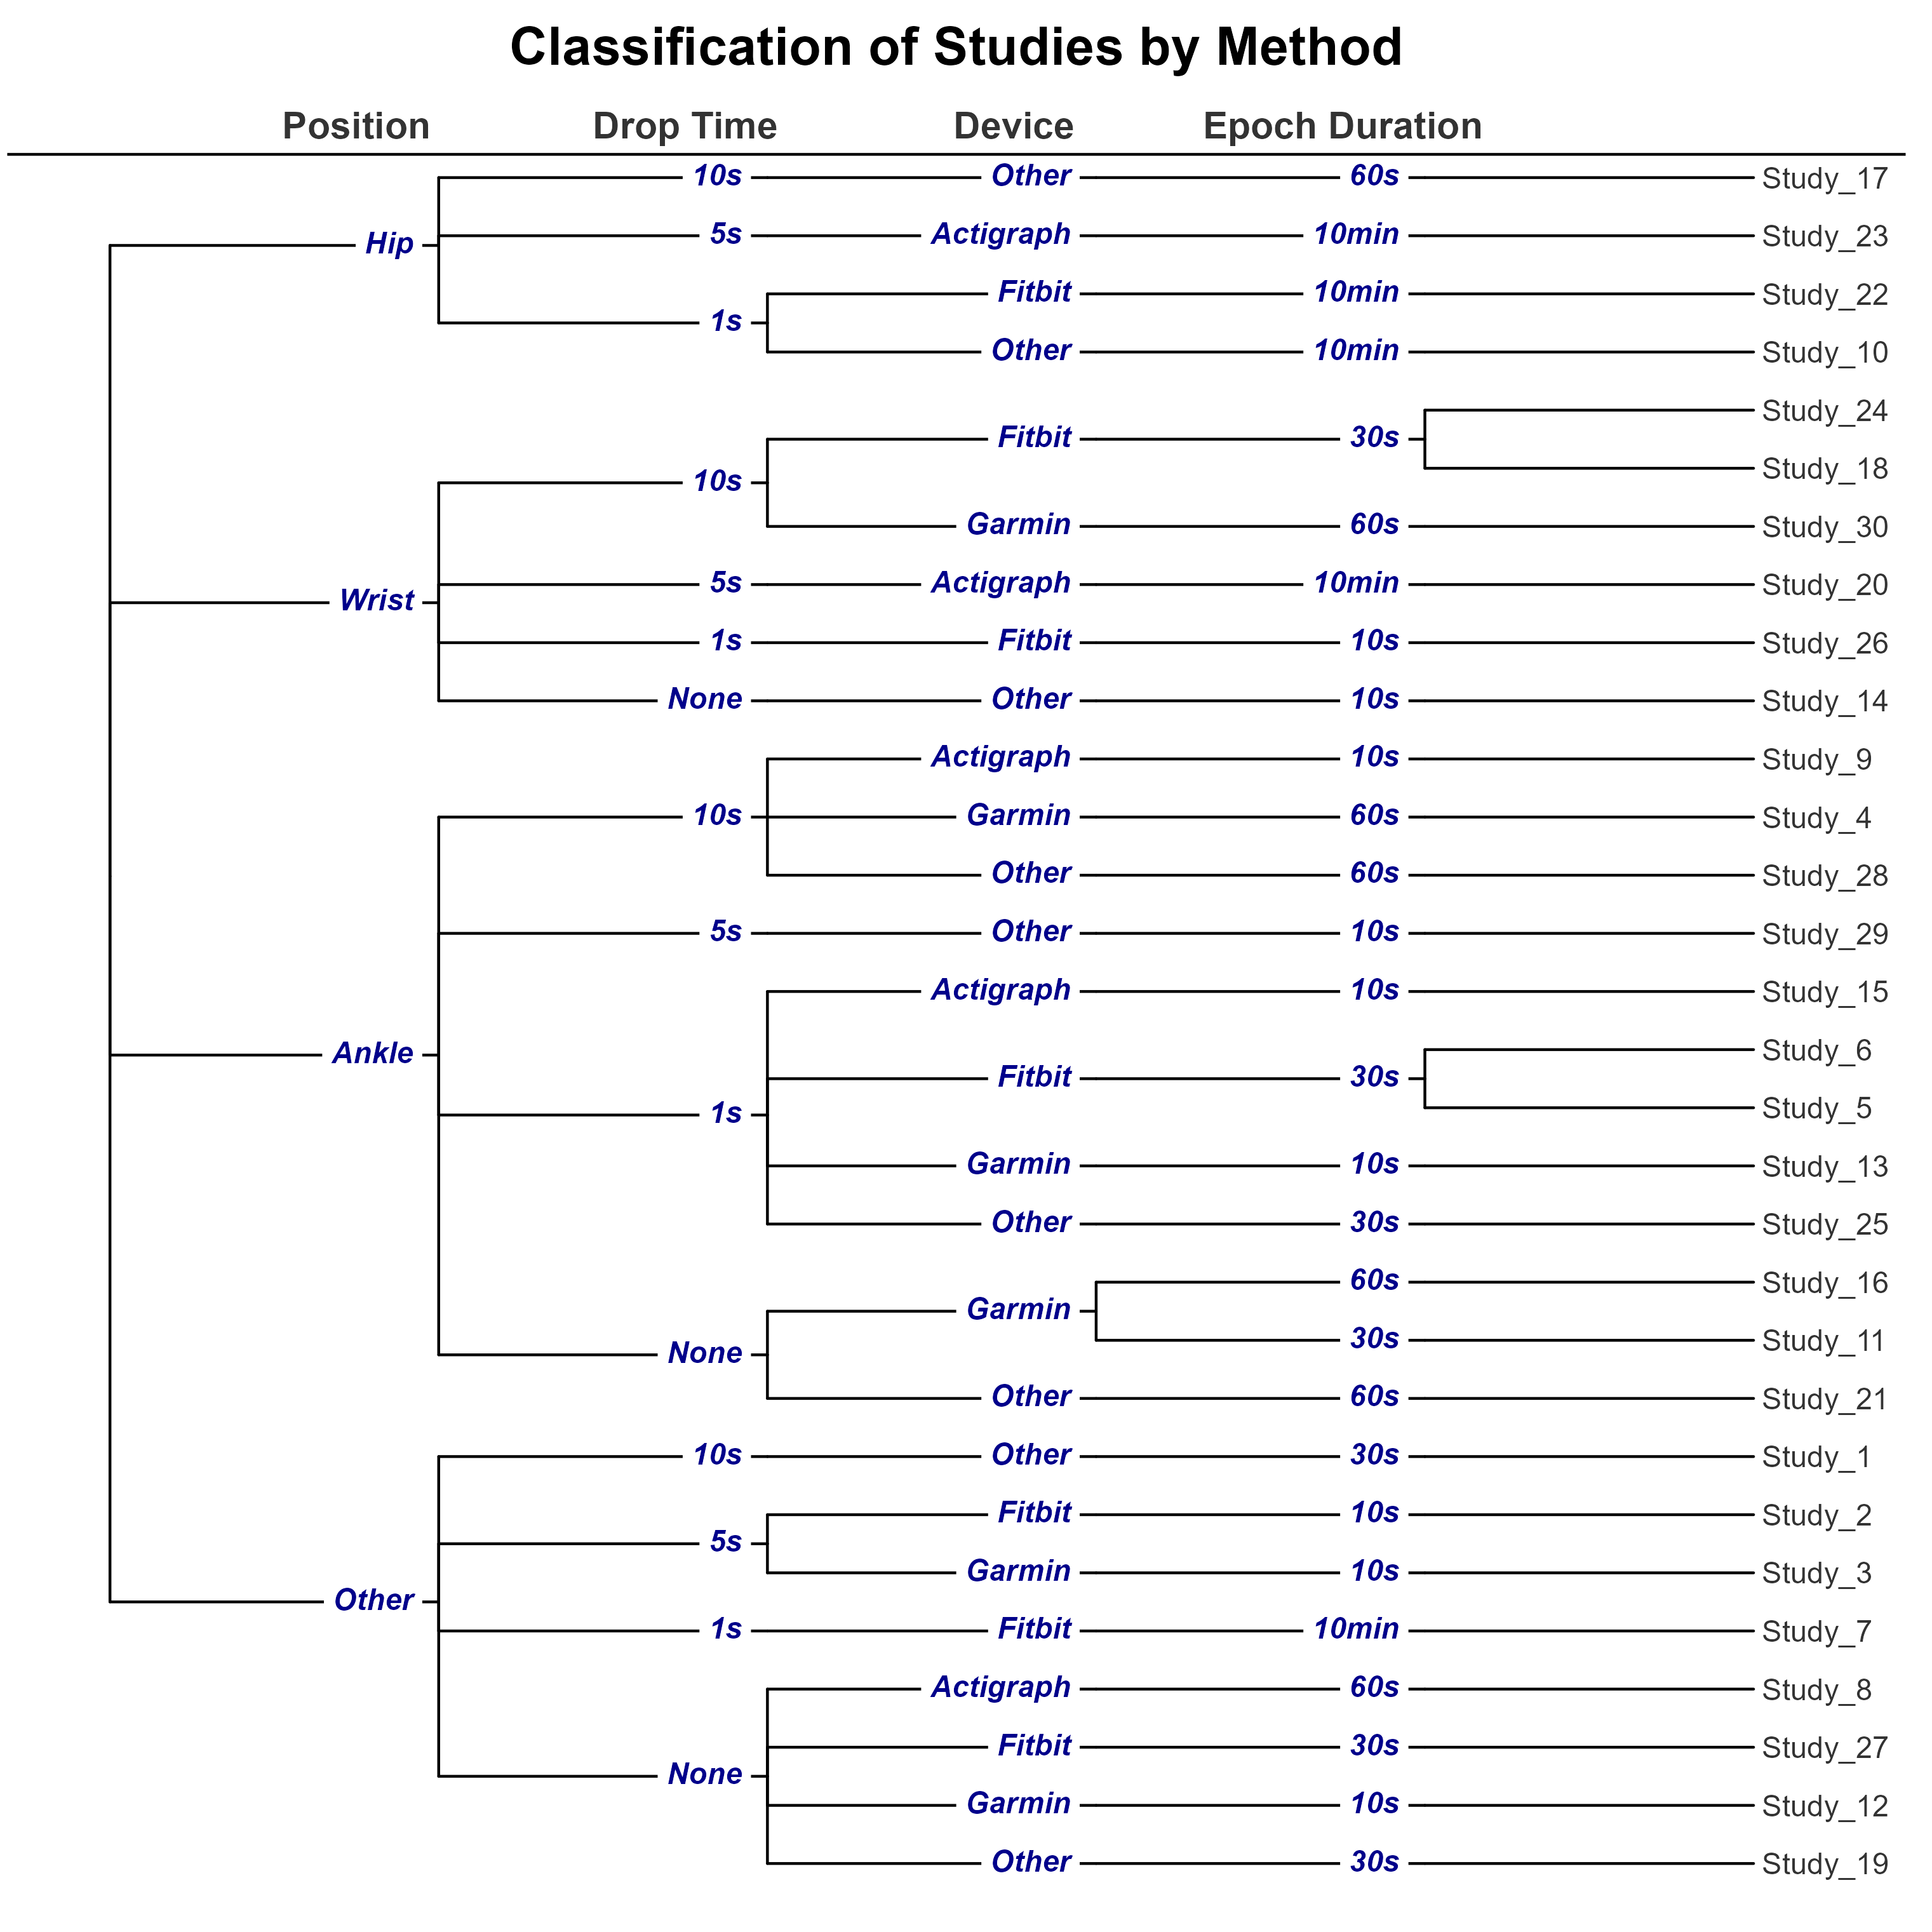 Classification of Studies by Method
Position Drop Time Device Epoch Duration
10s Other 60s Study_17
5s Actigraph 10min Study_23
Hip
Fitbit 10min Study_22
1s
Other 10min Study_10
Study_24
Fitbit 30s
Study_18
10s
Garmin 60s Study_30
5s Actigraph 10min Study_20
Wrist
1s Fitbit 10s Study_26
None Other 10s Study_14
Actigraph 10s Study_9
10s Garmin 60s Study_4
Other 60s Study_28
5s Other 10s Study_29
Actigraph 10s Study_15
Study_6
Ankle
Fitbit 30s
Study_5
1s
Garmin 10s Study_13
Other 30s Study_25
60s Study_16
Garmin
30s Study_11
None
Other 60s Study_21
10s Other 30s Study_1
Fitbit 10s Study_2
5s
Garmin 10s Study_3
Other
1s Fitbit 10min Study_7
Actigraph 60s Study_8
Fitbit 30s Study_27
None
Garmin 10s Study_12
Other 30s Study_19